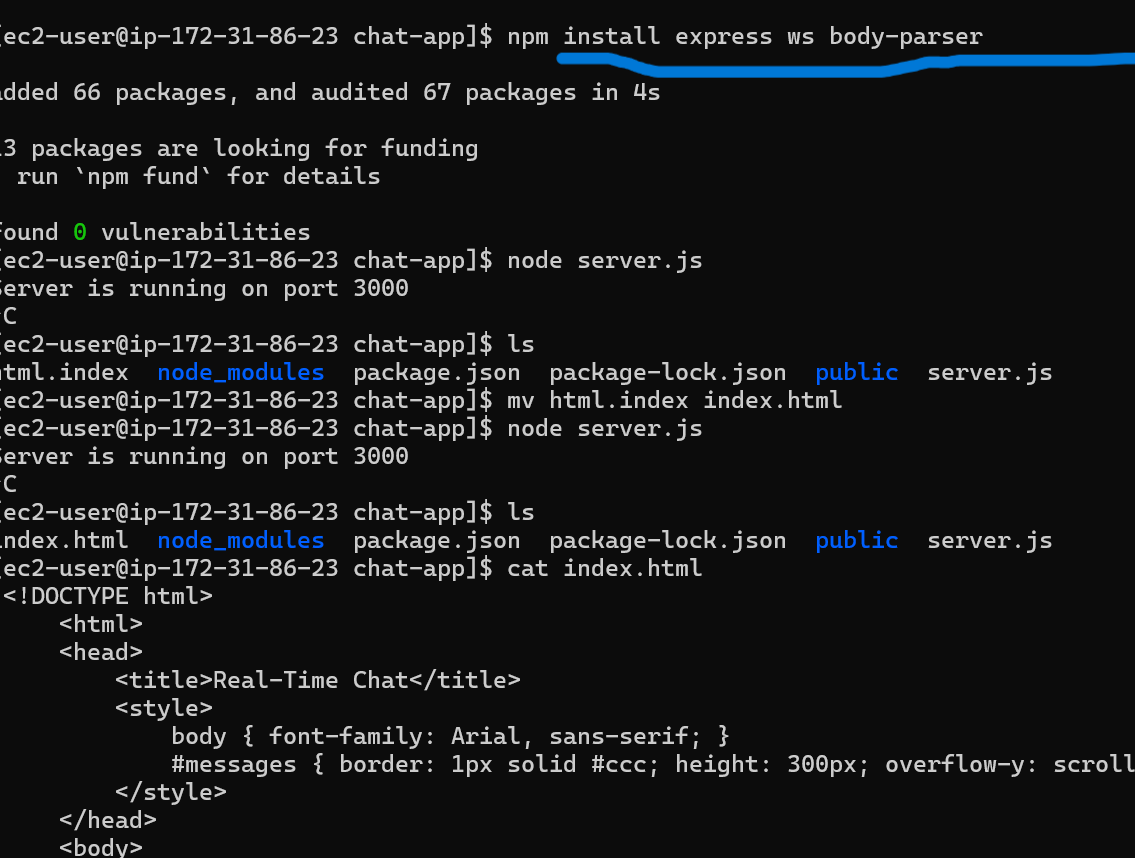 [ec2-user@ip-172-31-86-23 chat-app]$ npm install express ws body-parser
added 66 packages, and audited 67 packages in 4s
13 packages are looking for funding
run `npm fund` for details
found 0 vulnerabilities
[ec2-user@ip-172-31-86-23 chat-app]$ node server.js
Server is running on port 3000
^C
[ec2-user@ip-172-31-86-23 chat-app]$ ls
html.index node_modules package.json package-lock.json public server.js
[ec2-user@ip-172-31-86-23 chat-app]$ mv html.index index.html
[ec2-user@ip-172-31-86-23 chat-app]$ node server.js
Server is running on port 3000
^C
[ec2-user@ip-172-31-86-23 chat-app]$ ls
index.html node_modules package.json package-lock.json public server.js
[ec2-user@ip-172-31-86-23 chat-app]$ cat index.html
<!DOCTYPE html>
<html>
<head>
<title>Real-Time Chat</title>
<style>
body { font-family: Arial, sans-serif; }
#messages { border: 1px solid #ccc; height: 300px; overflow-y: scroll
</style>
</head>
<body>